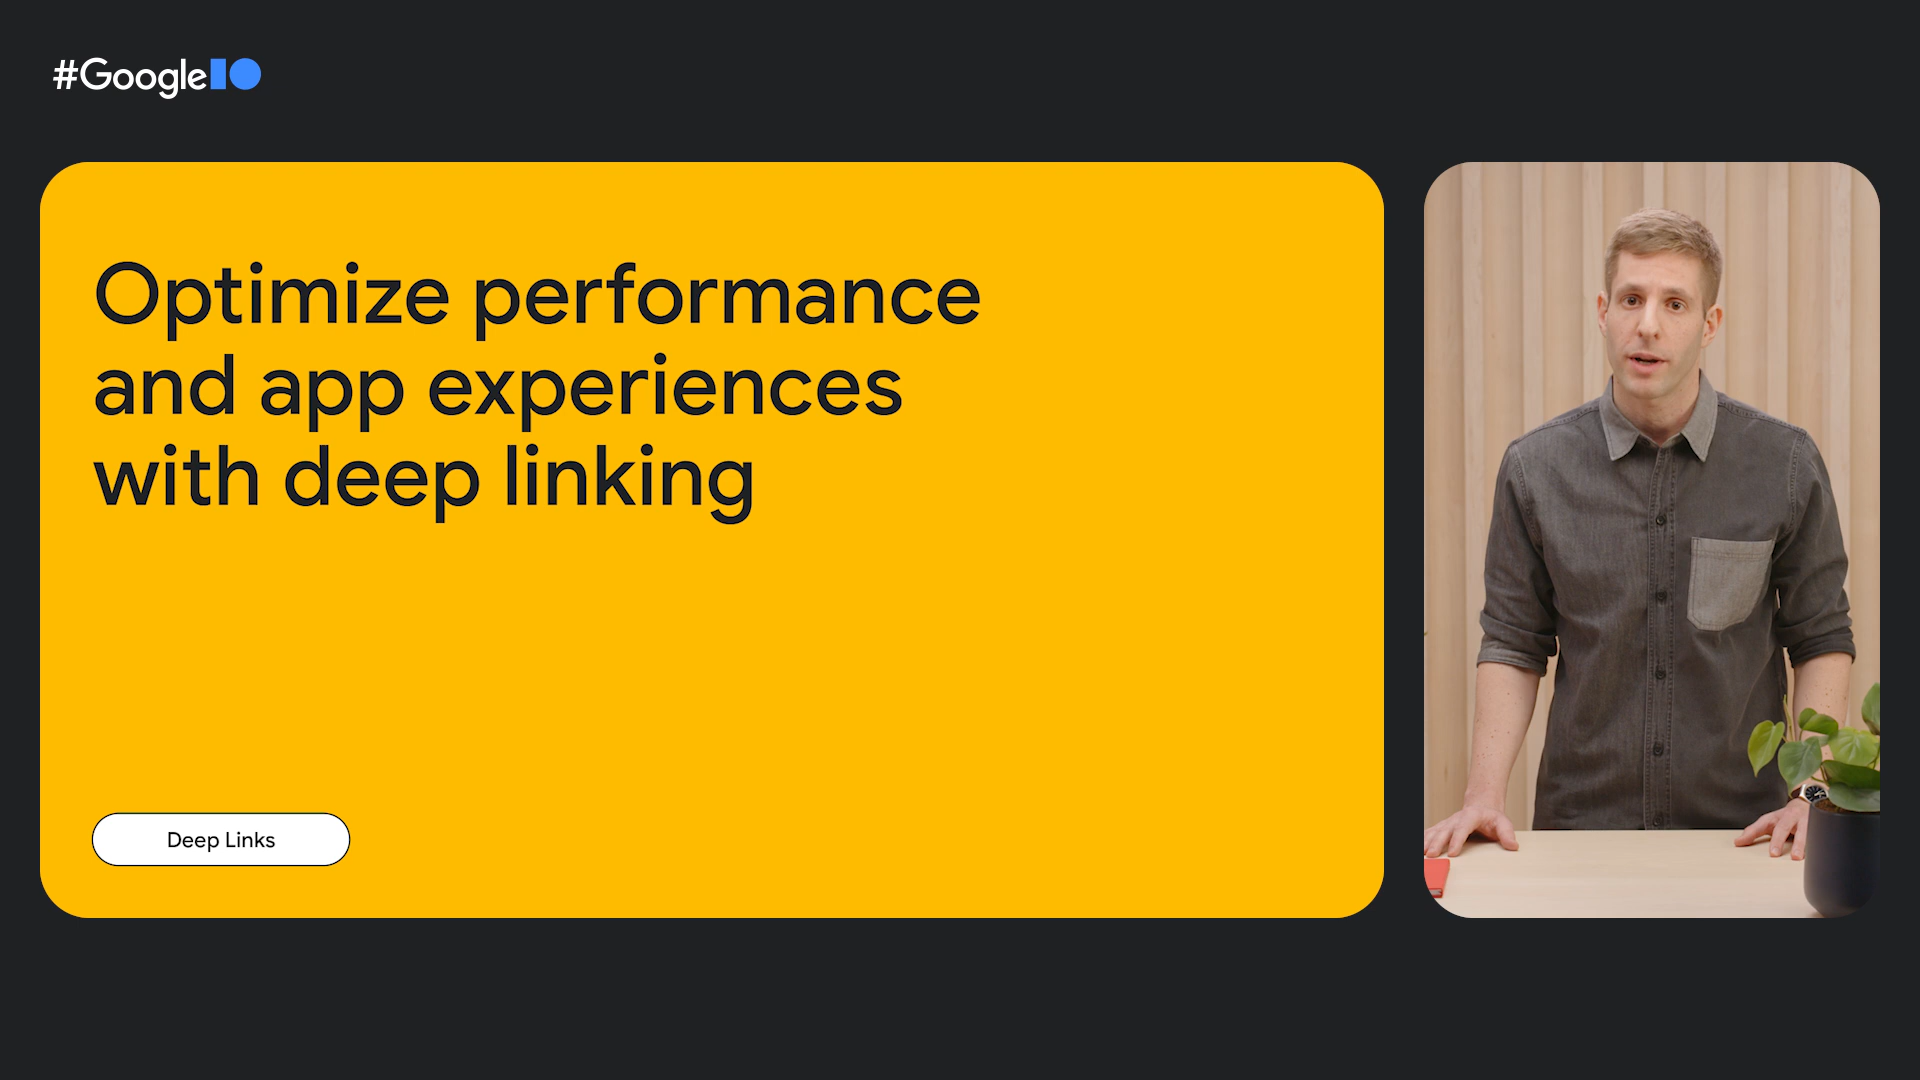 #GoogleIO
Optimize performance
and app experiences
with deep linking
Deep Links